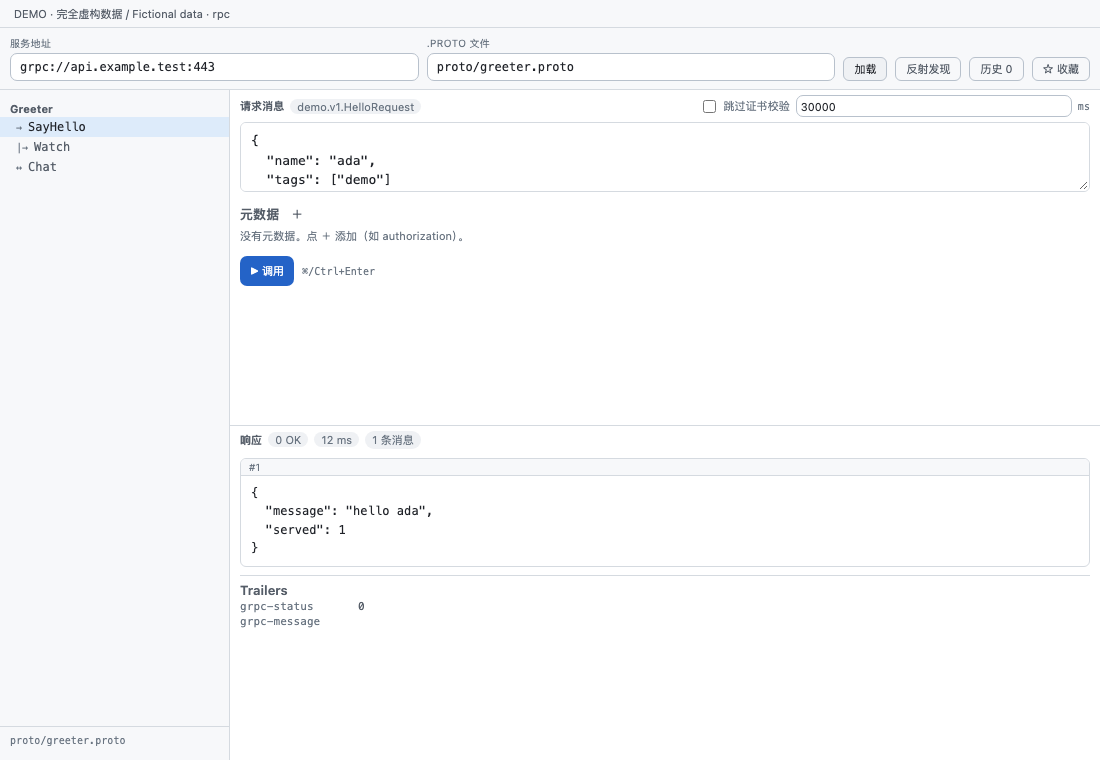 DEMO · 完全虚构数据 / Fictional data · rpc
服务地址
.PROTO 文件
grpc://api.example.test:443
proto/greeter.proto
加载
反射发现
历史 0
☆ 收藏
Greeter
→ SayHello
|→ Watch
↔ Chat
proto/greeter.proto
请求消息 demo.v1.HelloRequest
跳过证书校验
30000
ms
{
"name": "ada",
"tags": ["demo"]
元数据 +
没有元数据。点 + 添加（如 authorization）。
▶ 调用
⌘/Ctrl+Enter
响应 0 OK 12 ms 1 条消息
#1
{
"message": "hello ada",
"served": 1
}
Trailers
grpc-status 0
grpc-message